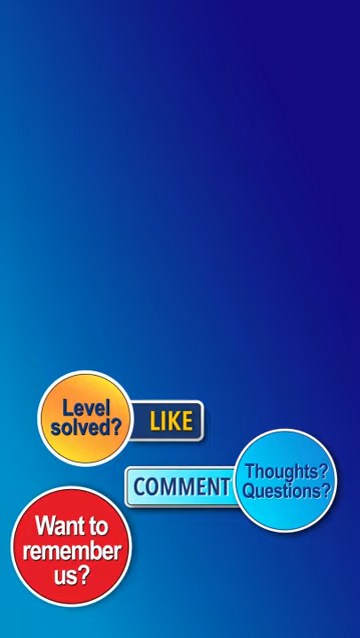 Level
solved?
LIKE
Thoughts?
Questions?
COMMENT
Want to
remember
us?